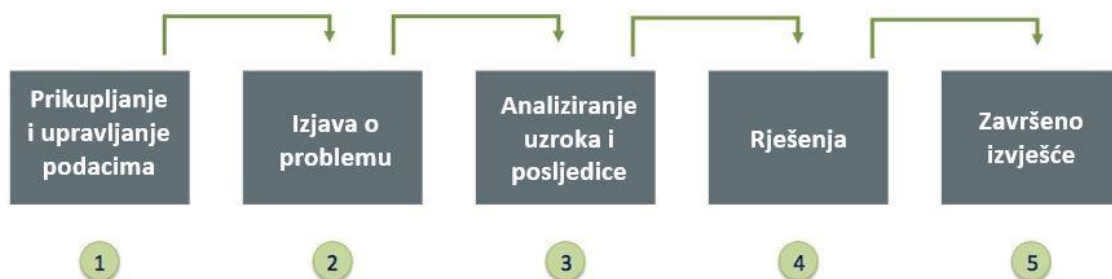 Prikupljanje
i upravljanje
podacima
Izjava o
problemu
Analiziranje
uzroka i
posljedice
Rješenja
Završeno
izvješće
1
2
3
4
5